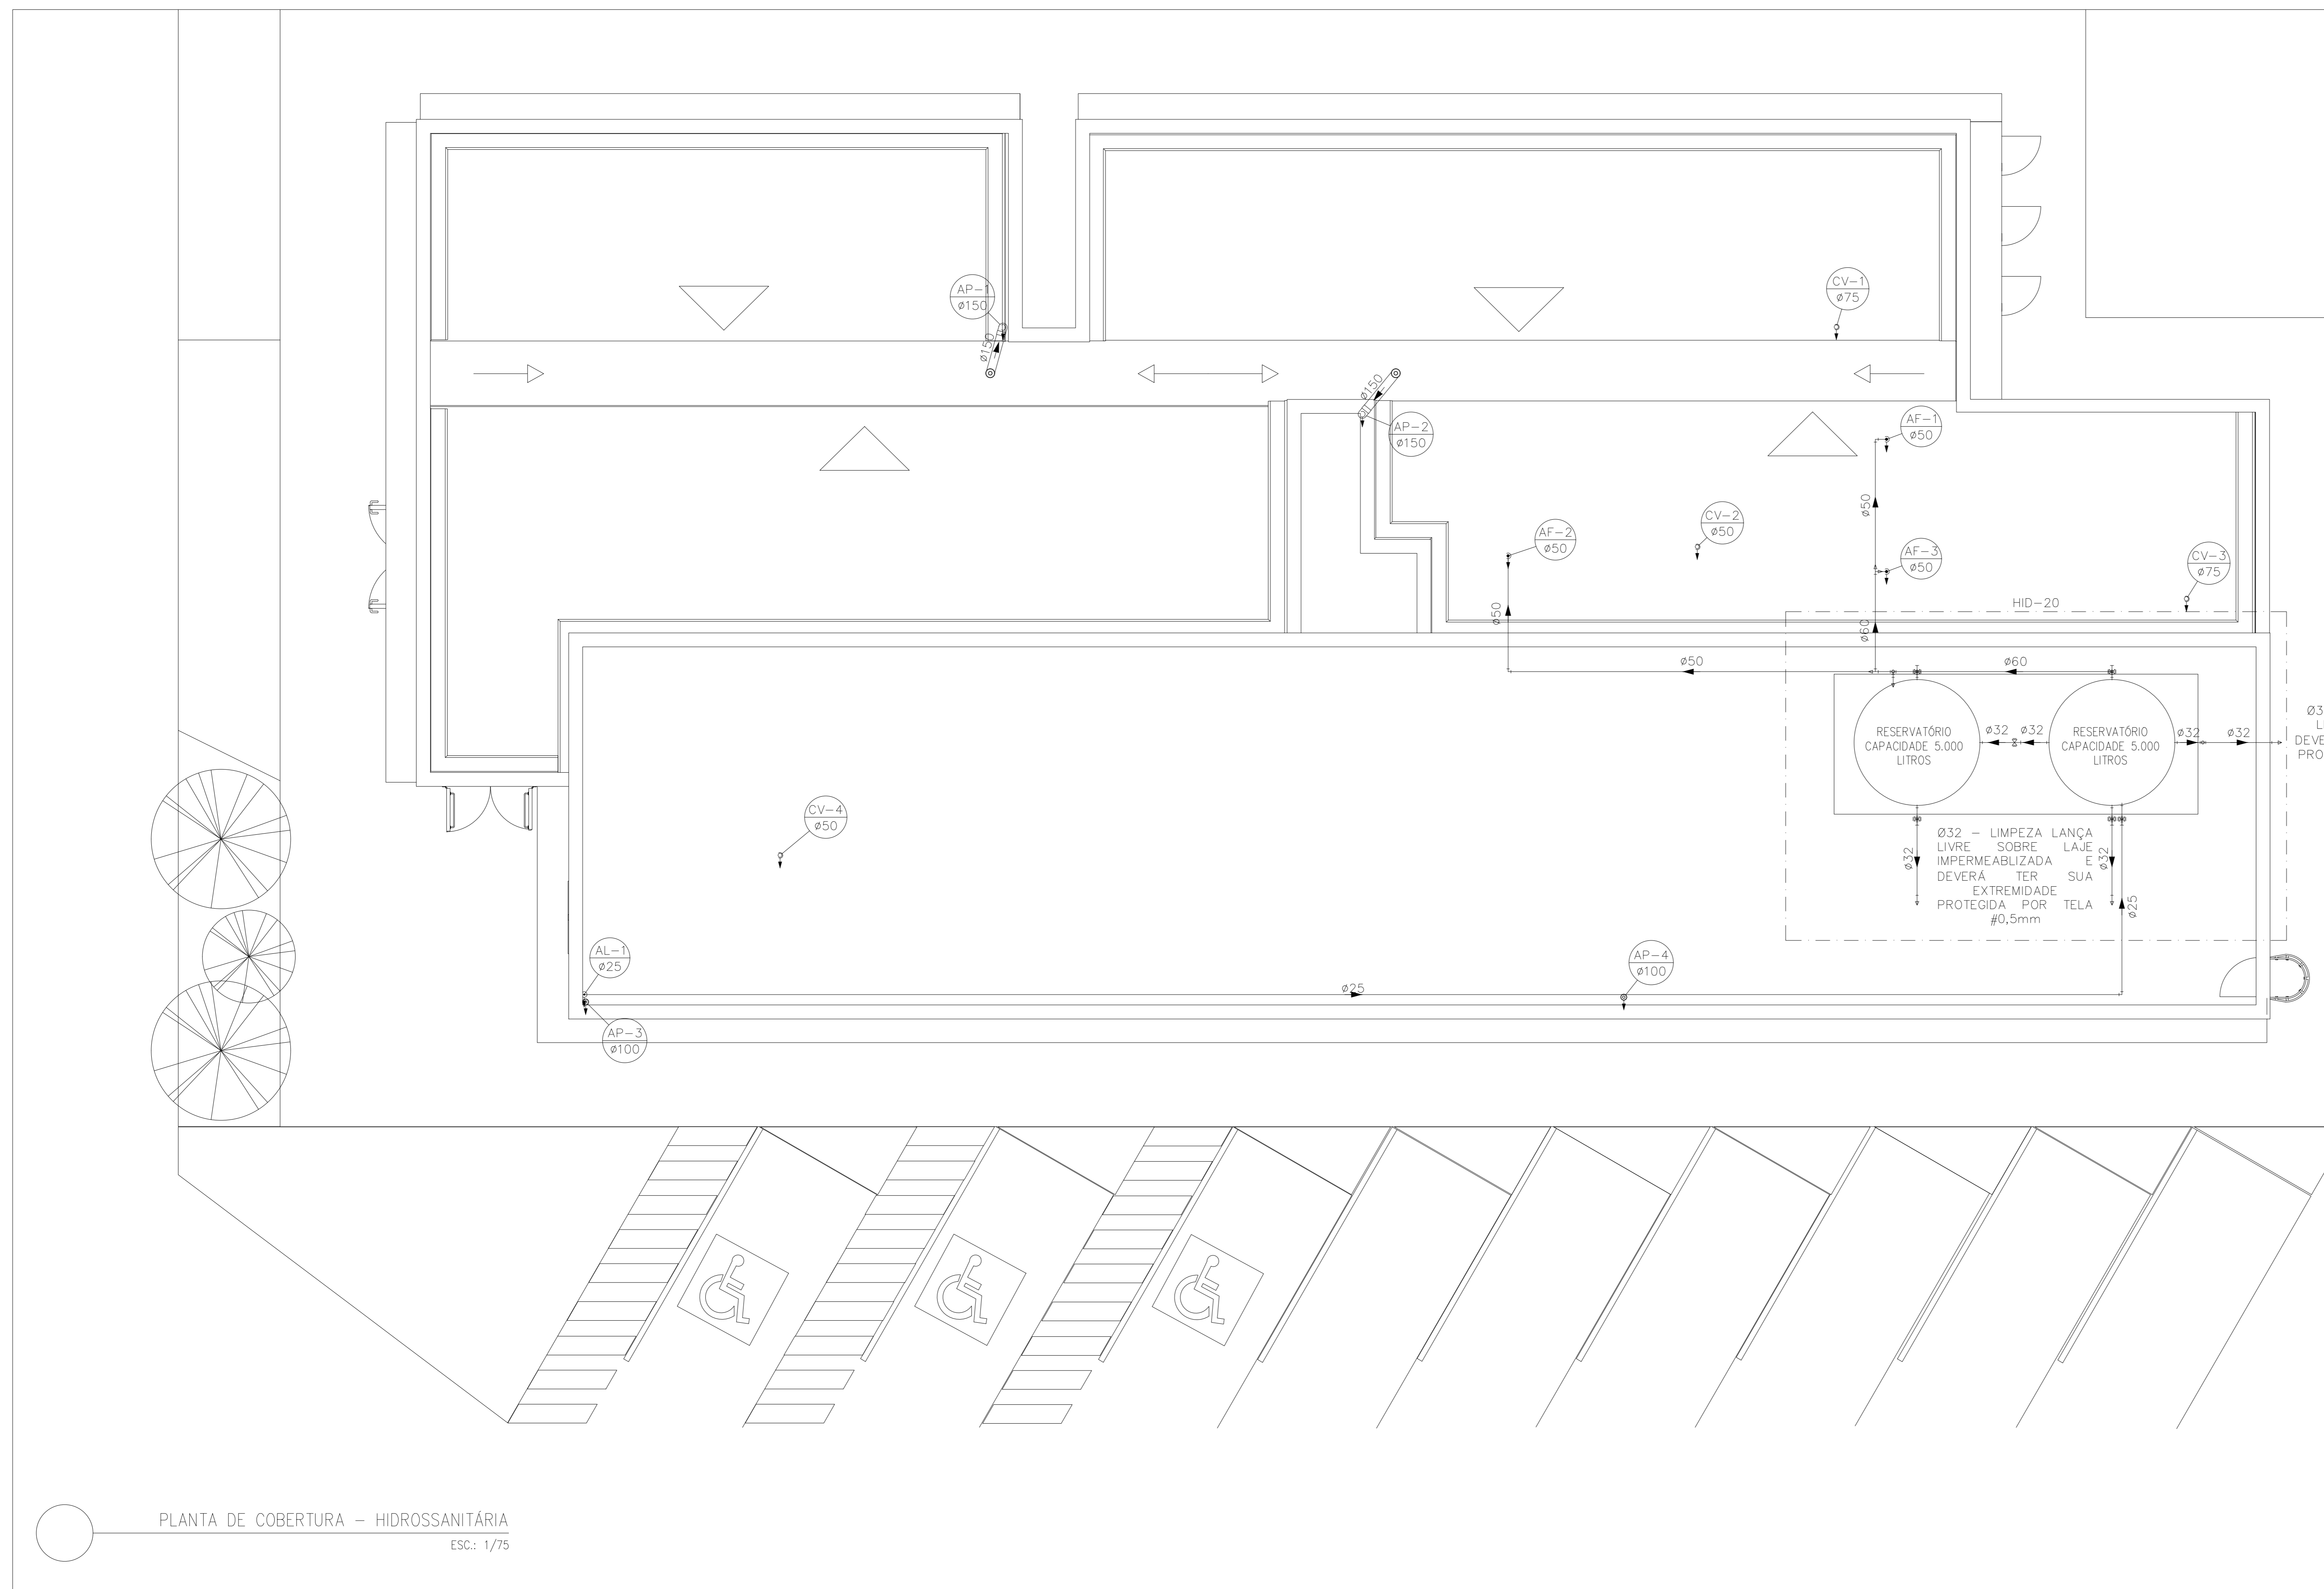 AP-1
ø150
ø150
CV-1
ø75
ø150
AP-2
ø150
AF-1
ø50
ø50
CV-2
ø50
AF-2
ø50
AF-3
ø50
CV-3
ø75
HID-20
ø50
ø60
ø50
ø60
RESERVATÓRIO
CAPACIDADE 5.000
LITROS
ø32
ø32
RESERVATÓRIO
CAPACIDADE 5.000
LITROS
ø32
ø32
Ø3
L
DEVE
PRO
CV-4
ø50
Ø32 - LIMPEZA LANÇA
LIVRE SOBRE LAJE
IMPERMEABLIZADA E
DEVERÁ TER SUA
EXTREMIDADE
PROTEGIDA POR TELA
#0,5mm
ø32
ø32
ø25
AL-1
ø25
AP-4
ø100
ø25
AP-3
ø100
PLANTA DE COBERTURA - HIDROSSANITÁRIA
ESC.: 1/75